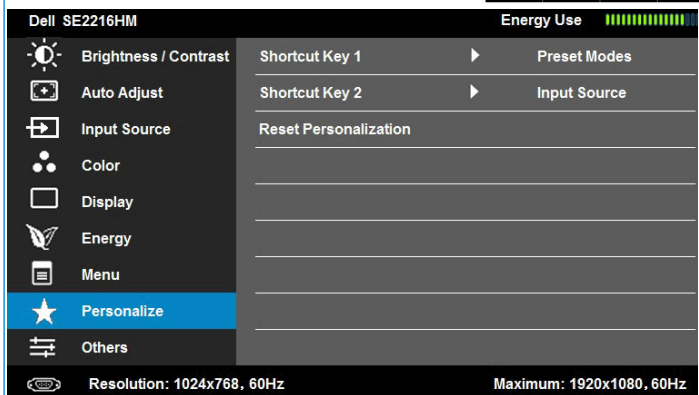 Dell SE2216HM Energy Use
Brightness / Contrast Shortcut Key 1 Preset Modes
Auto Adjust Shortcut Key 2 Input Source
Input Source Reset Personalization
Color
Display
Energy
Menu
Personalize
Others
Resolution: 1024x768, 60Hz Maximum: 1920x1080, 60Hz